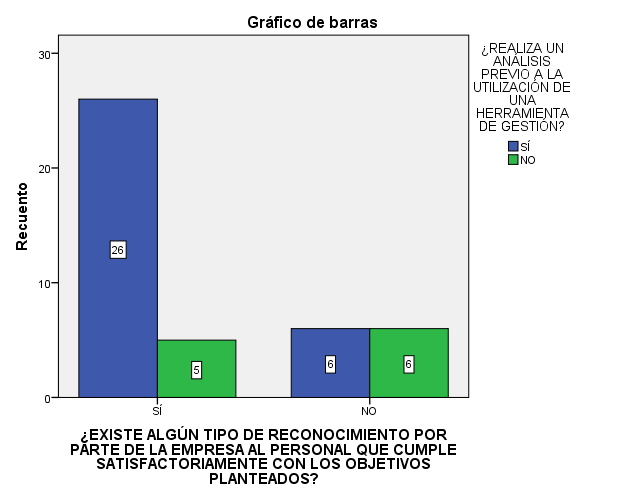 Gráfico de barras
¿REALIZA UN
ANÁLISIS
PREVIO A LA
UTILIZACIÓN DE
UNA
HERRAMIENTA
DE GESTIÓN?
SÍ
NO
Recuento
30
20
10
0
26
5
6
6
SÍ
NO
¿EXISTE ALGÚN TIPO DE RECONOCIMIENTO POR
PARTE DE LA EMPRESA AL PERSONAL QUE CUMPLE
SATISFACTORIAMENTE CON LOS OBJETIVOS
PLANTEADOS?